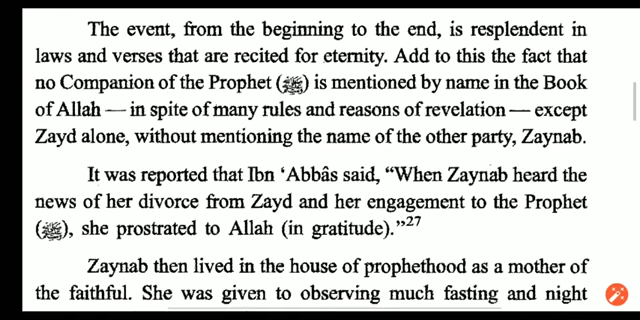 The event, from the beginning to the end, is resplendent in
laws and verses that are recited for eternity. Add to this the fact that
no Companion of the Prophet (ﷺ) is mentioned by name in the Book
of Allah — in spite of many rules and reasons of revelation — except
Zayd alone, without mentioning the name of the other party, Zaynab.
It was reported that Ibn ‘Abbâs said, “When Zaynab heard the
news of her divorce from Zayd and her engagement to the Prophet
(ﷺ), she prostrated to Allah (in gratitude).”27
Zaynab then lived in the house of prophethood as a mother of
the faithful. She was given to observing much fasting and night